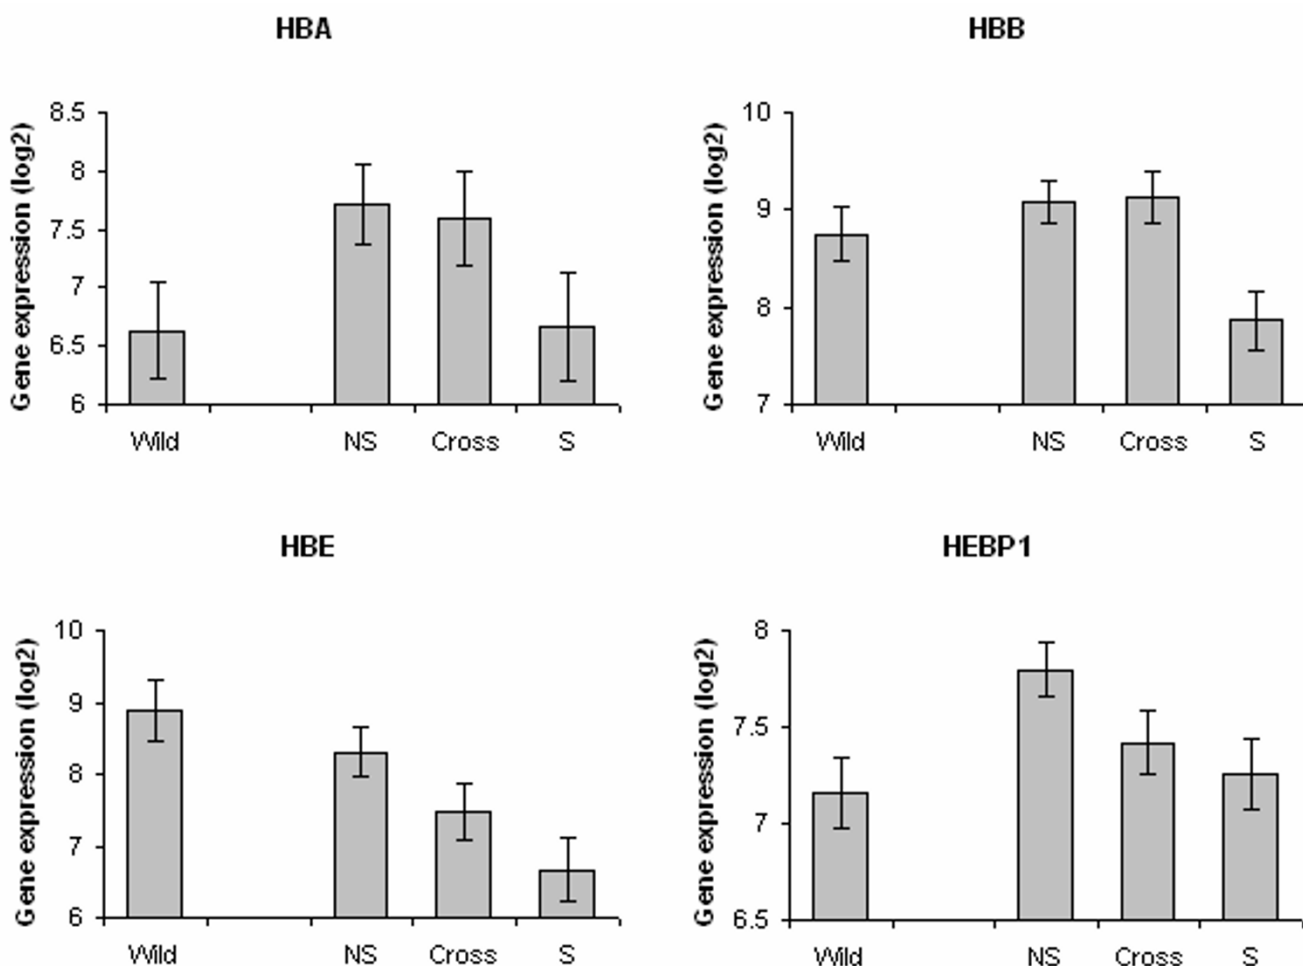 HBA
Gene expression (log2)
8.5
8
7.5
7
6.5
6
Wild NS Cross S
HBB
Gene expression (log2)
10
9
8
7
Wild NS Cross S
HBE
Gene expression (log2)
10
9
8
7
6
Wild NS Cross S
HEBP1
Gene expression (log2)
8
7.5
7
6.5
Wild NS Cross S